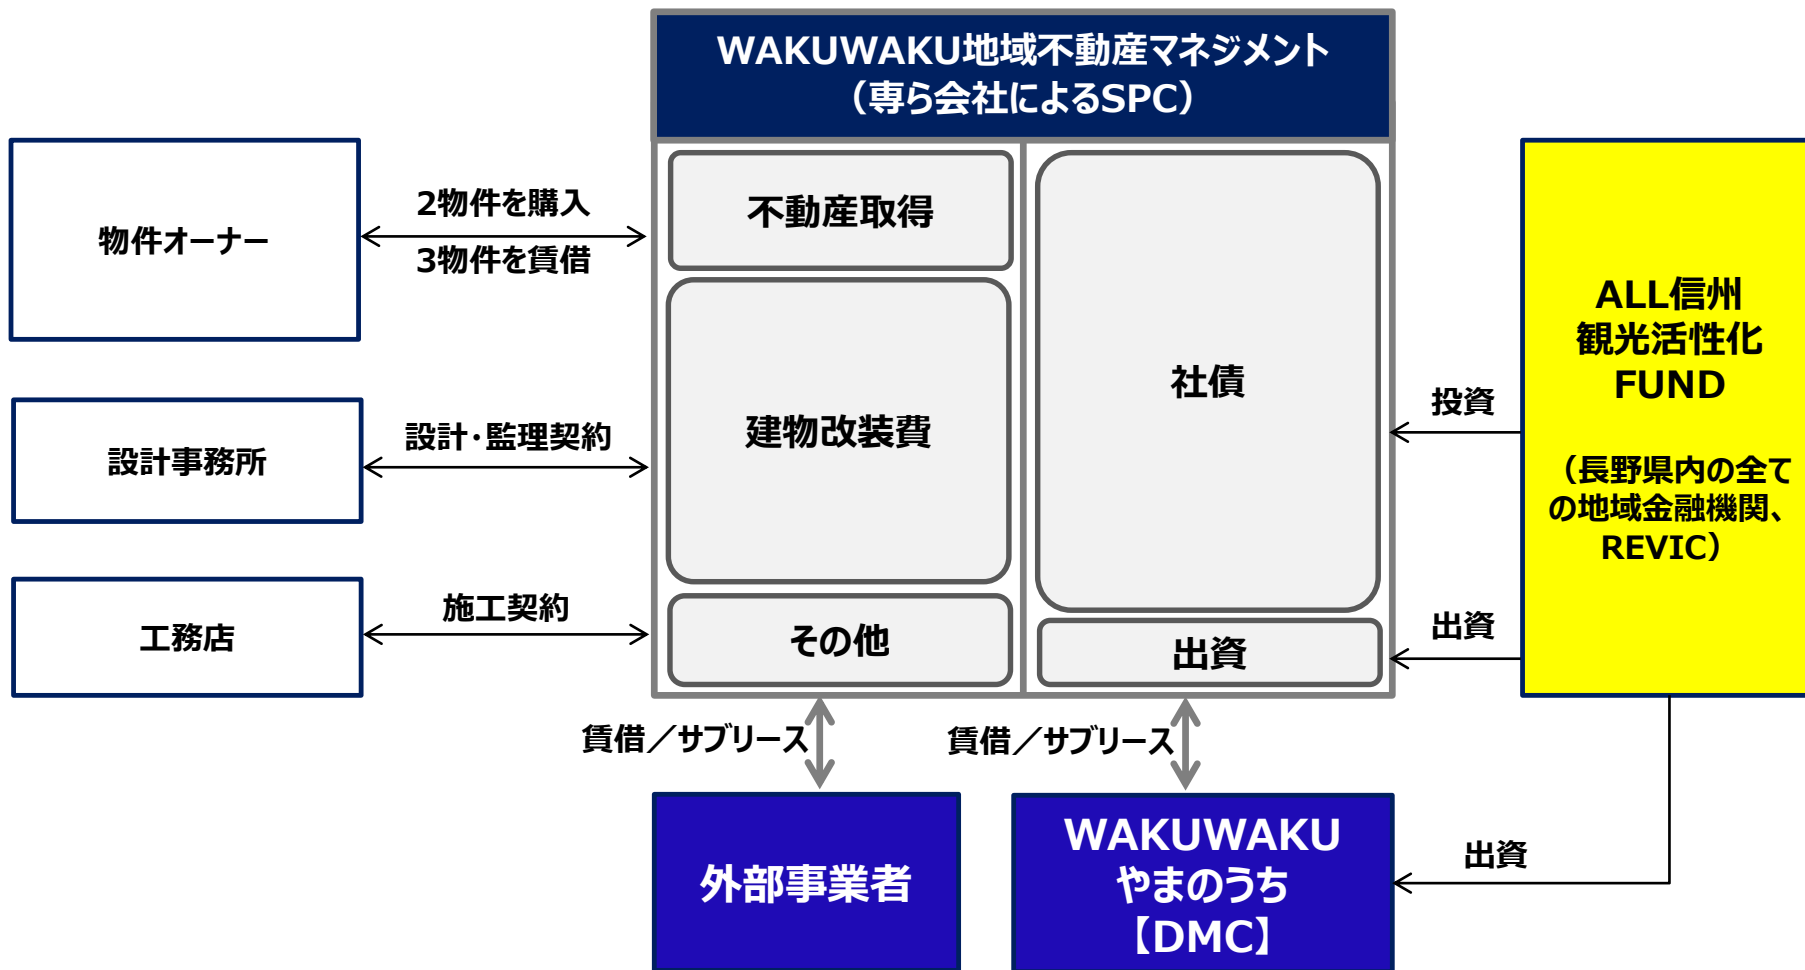 WAKUWAKU地域不動産マネジメント
（専ら会社によるSPC）
物件オーナー
2物件を購入
3物件を賃借
不動産取得
社債
建物改装費
設計事務所
設計・監理契約
工務店
施工契約
その他
出資
ALL信州
観光活性化
FUND
（長野県内の全て
の地域金融機関、
REVIC）
投資
出資
賃借／サブリース
賃借／サブリース
外部事業者
WAKUWAKU
やまのうち
【DMC】
出資